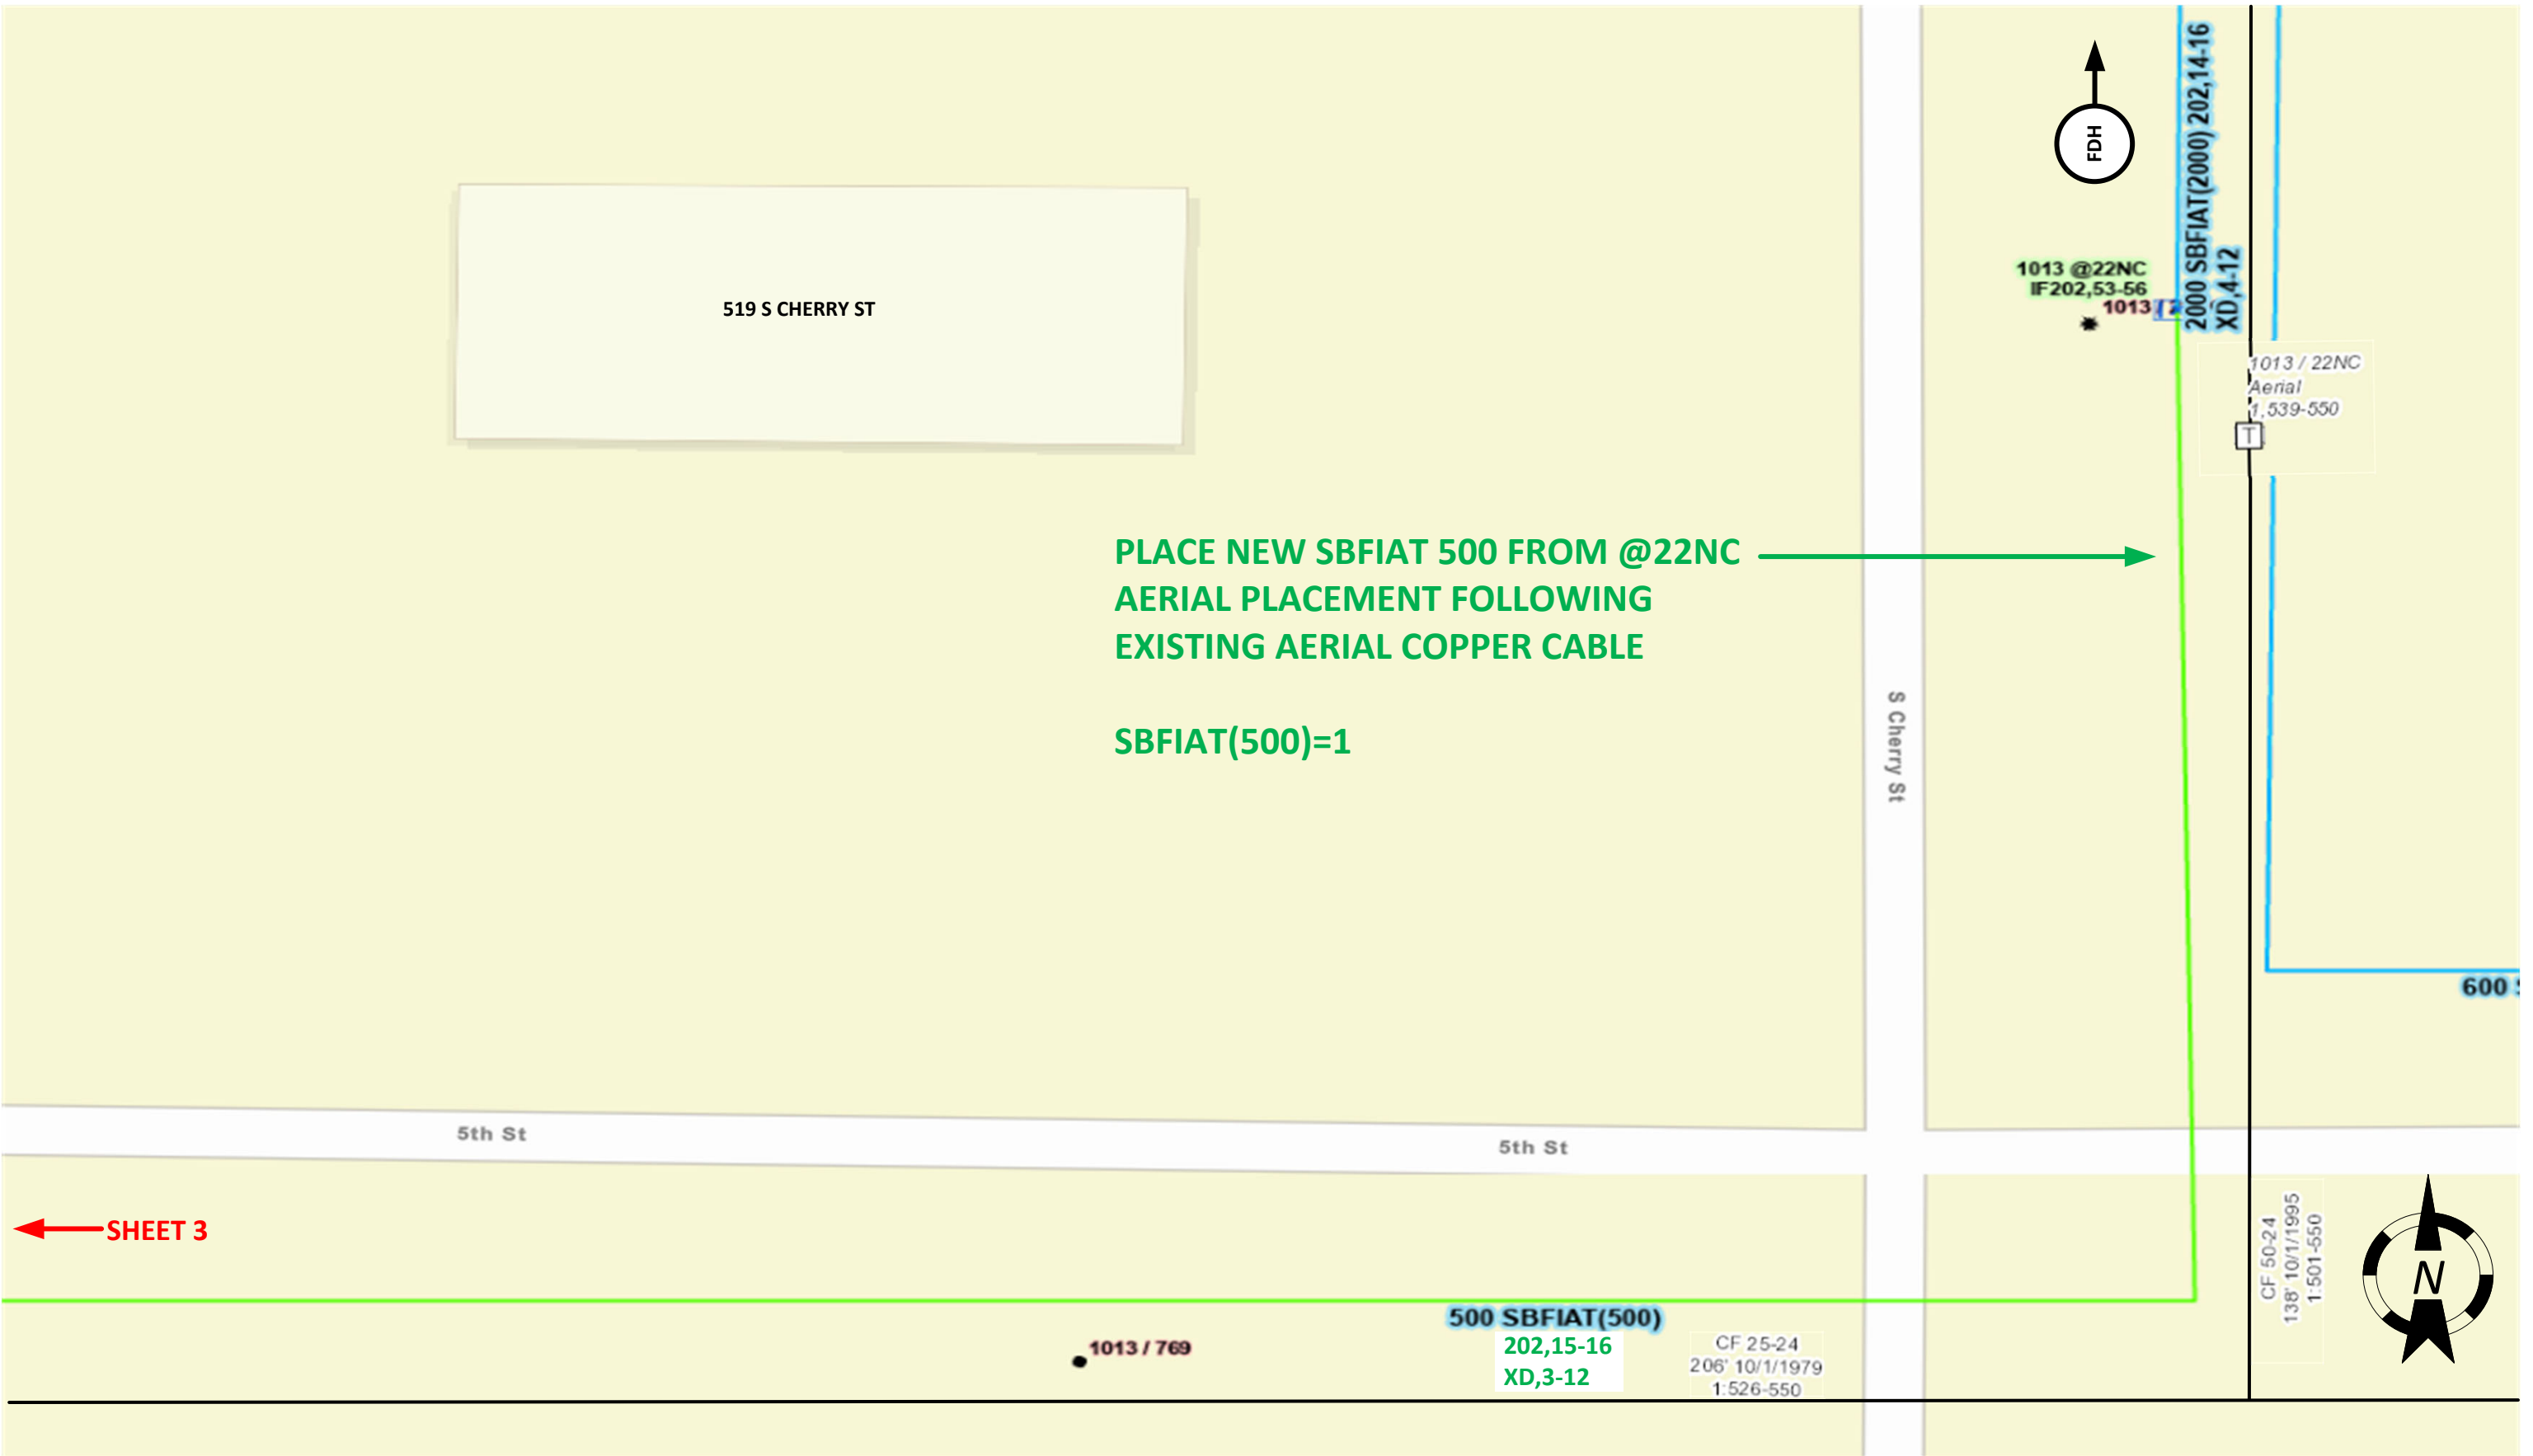 2000 SBFIAT(2000) 202,14-16
XD,4-12
FDH
1013 @22NC
IF202,53-56
1013
519 S CHERRY ST
1013 / 22NC
Aerial
1,539-550
T
PLACE NEW SBFIAT 500 FROM @22NC
AERIAL PLACEMENT FOLLOWING
EXISTING AERIAL COPPER CABLE
SBFIAT(500)=1
S Cherry St
600
5th St
5th St
SHEET 3
CF 50-24
138' 10/1/1995
1:501-550
N
500 SBFIAT(500)
202,15-16
XD,3-12
1013 / 769
CF 25-24
206' 10/1/1979
1:526-550